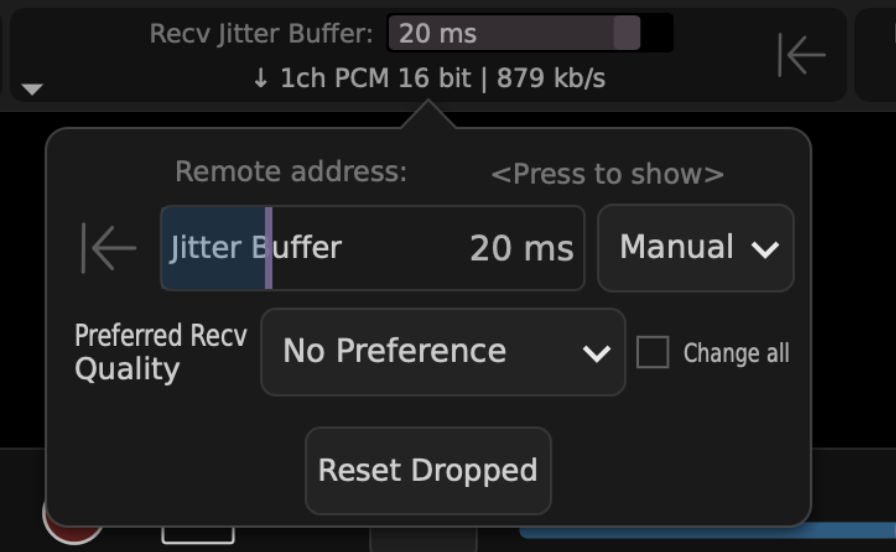 Recv Jitter Buffer: 20 ms
↓ 1ch PCM 16 bit | 879 kb/s
Remote address: <Press to show>
Jitter Buffer 20 ms Manual
Preferred Recv
Quality
No Preference
Change all
Reset Dropped